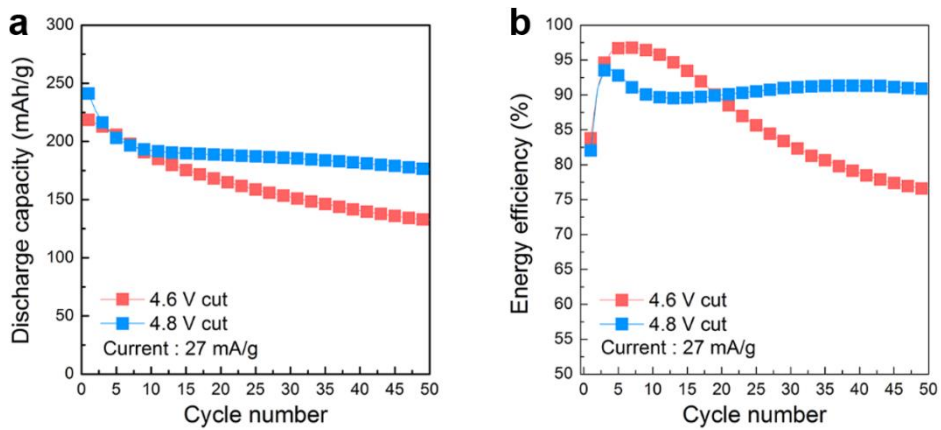 a
300
250
200
150
100
50
0
0 5 10 15 20 25 30 35 40 45 50
Discharge capacity (mAh/g)
Cycle number
4.6 V cut
4.8 V cut
Current : 27 mA/g
b
100
95
90
85
80
75
70
65
60
55
50
0 5 10 15 20 25 30 35 40 45 50
Energy efficiency (%)
Cycle number
4.6 V cut
4.8 V cut
Current : 27 mA/g